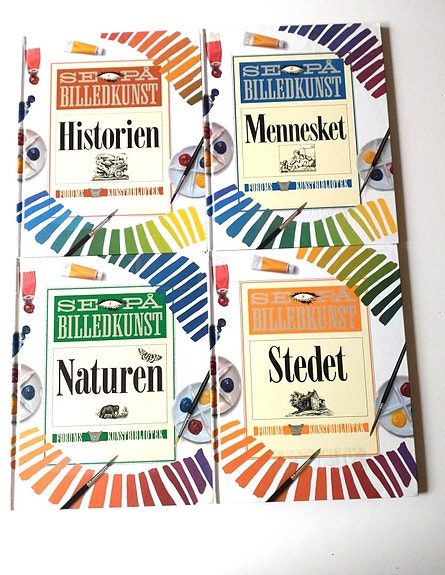 SE PÅ
BILLEDKUNST
Historien
FORUMS KUNSTBIBLIOTEK
SE PÅ
BILLEDKUNST
Mennesket
FORUMS KUNSTBIBLIOTEK
SE PÅ
BILLEDKUNST
Naturen
FORUMS KUNSTBIBLIOTEK
SE PÅ
BILLEDKUNST
Stedet
FORUMS KUNSTBIBLIOTEK